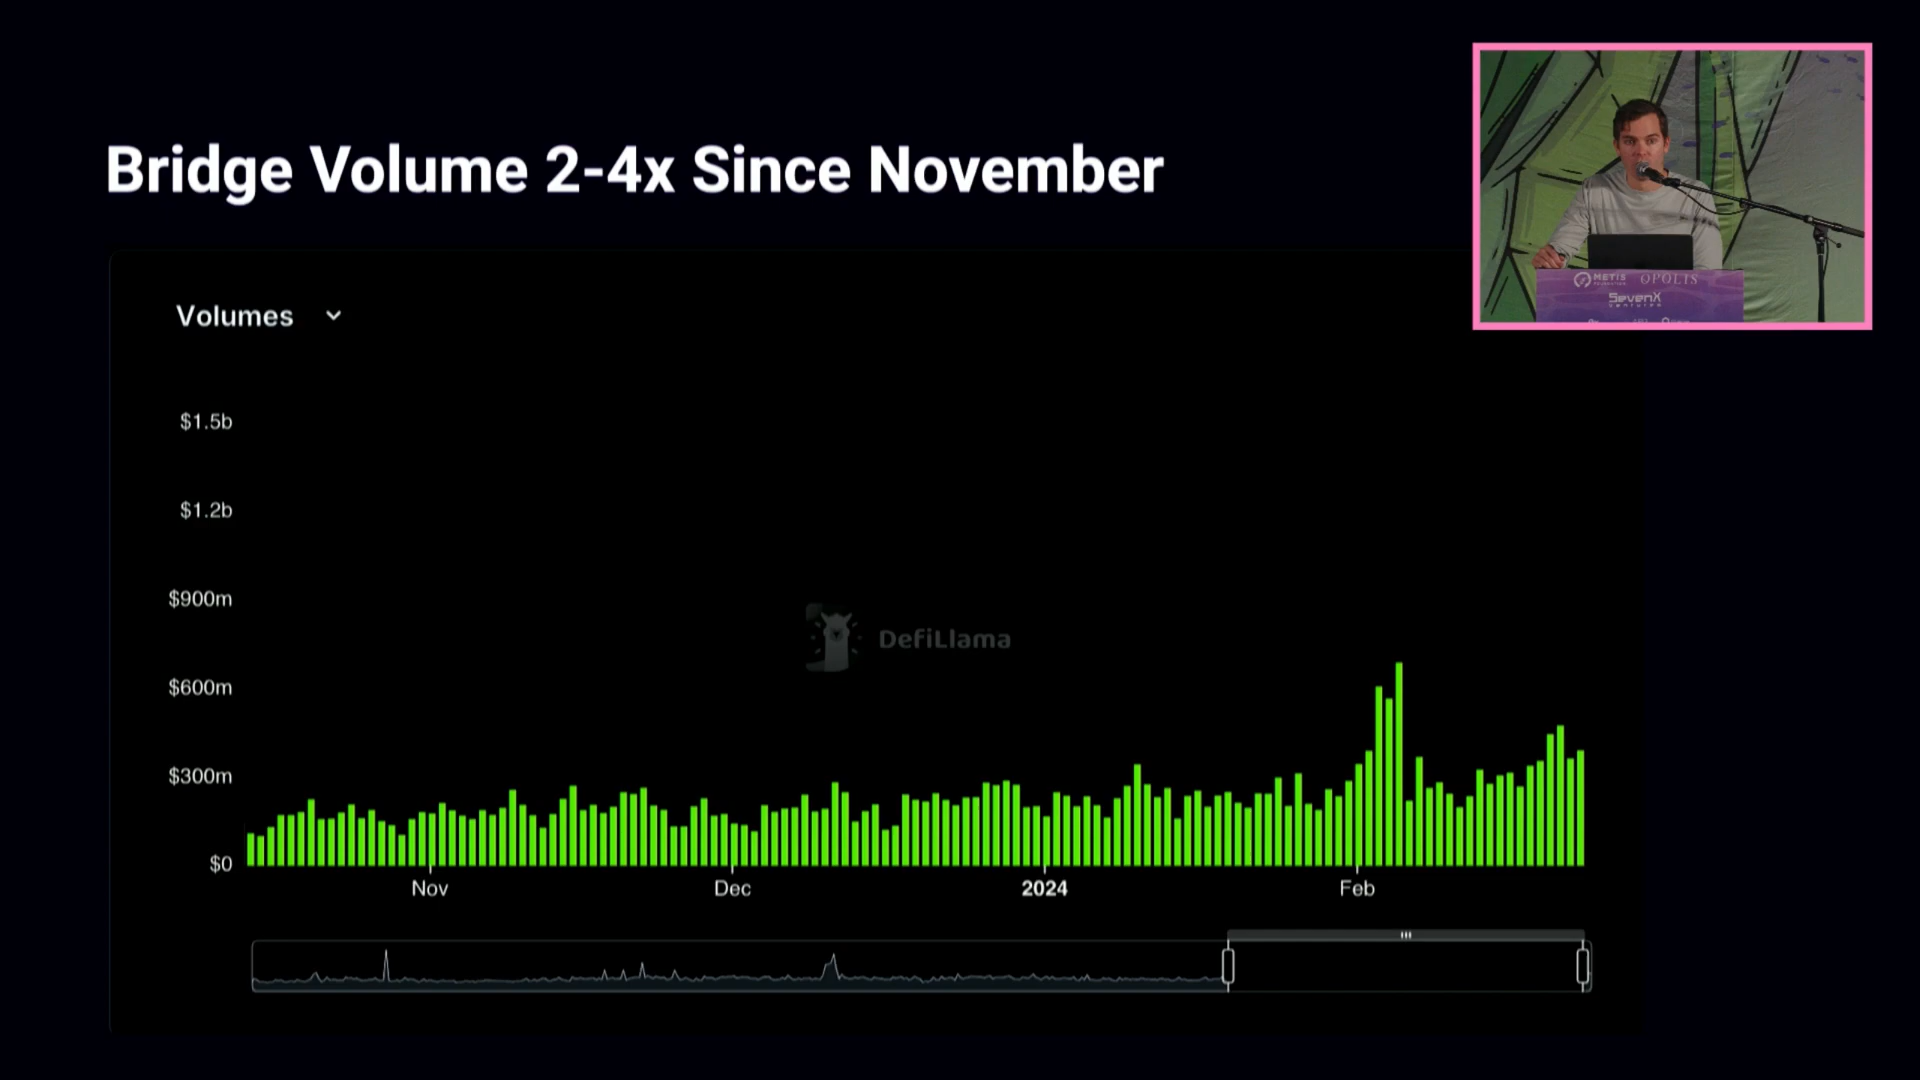 Bridge Volume 2-4x Since November
METIS
OPOLIS
SevenX
ventures
Volumes
$1.5b
$1.2b
$900m
DefiLlama
$600m
$300m
$0
Nov
Dec
2024
Feb